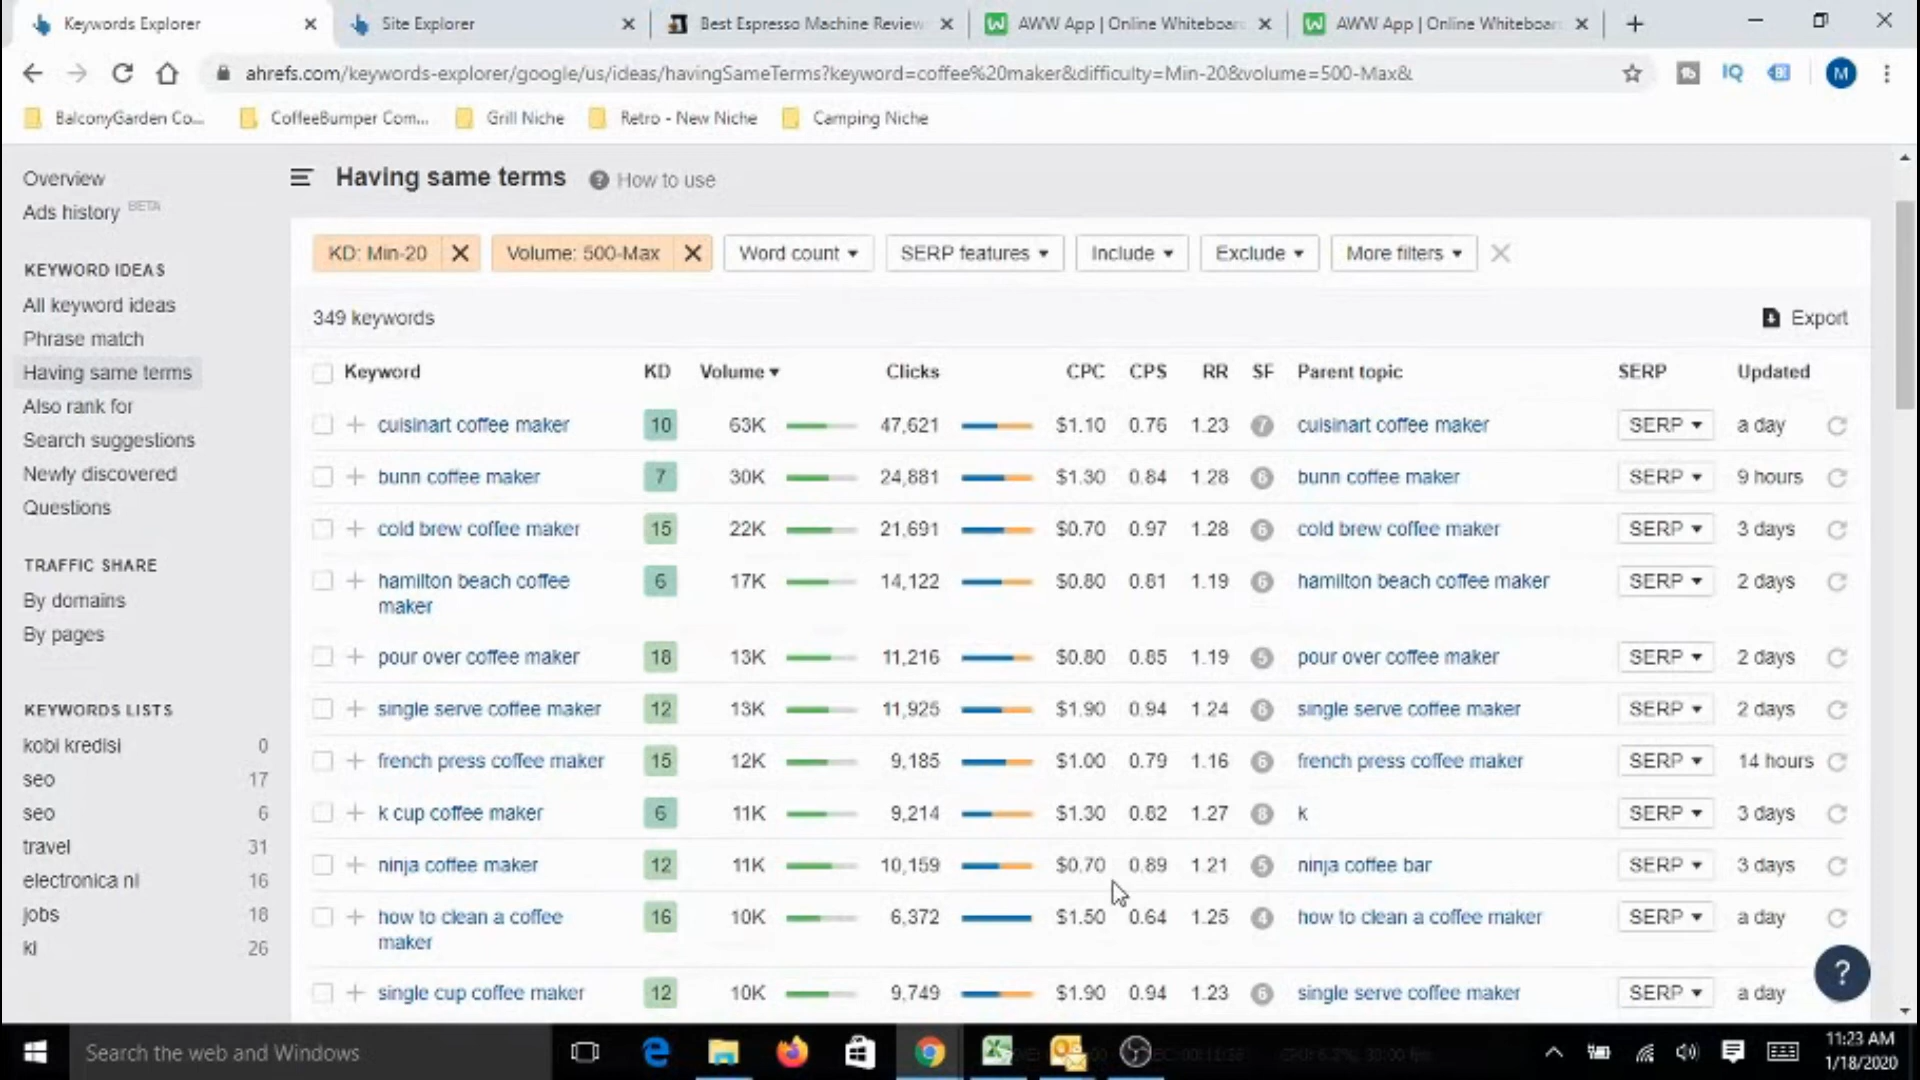 Keywords Explorer
Site Explorer
Best Espresso Machine Review
AWW App | Online Whiteboar
AWW App | Online Whiteboar
ahrefs.com/keywords-explorer/google/us/ideas/havingSameTerms?keyword=coffee%20maker&difficulty=Min-20&volume=500-Max&
IQ
M
BalconyGarden Co...
CoffeeBumper Com...
Grill Niche
Retro - New Niche
Camping Niche
Overview
Ads history BETA
KEYWORD IDEAS
All keyword ideas
Phrase match
Having same terms
Also rank for
Search suggestions
Newly discovered
Questions
TRAFFIC SHARE
By domains
By pages
KEYWORDS LISTS
kobi kredisi 0
seo 17
seo 6
travel 31
electronica nl 16
jobs 18
kl 26
Having same terms ? How to use
KD: Min-20 Volume: 500-Max Word count SERP features Include Exclude More filters
349 keywords Export
Keyword KD Volume Clicks CPC CPS RR SF Parent topic SERP Updated
cuisinart coffee maker 10 63K 47,621 $1.10 0.76 1.23 7 cuisinart coffee maker SERP a day
bunn coffee maker 7 30K 24,881 $1.30 0.84 1.28 6 bunn coffee maker SERP 9 hours
cold brew coffee maker 15 22K 21,691 $0.70 0.97 1.28 6 cold brew coffee maker SERP 3 days
hamilton beach coffee 6 17K 14,122 $0.80 0.81 1.19 6 hamilton beach coffee maker SERP 2 days
maker
pour over coffee maker 18 13K 11,216 $0.80 0.85 1.19 5 pour over coffee maker SERP 2 days
single serve coffee maker 12 13K 11,925 $1.90 0.94 1.24 6 single serve coffee maker SERP 2 days
french press coffee maker 15 12K 9,185 $1.00 0.79 1.16 6 french press coffee maker SERP 14 hours
k cup coffee maker 6 11K 9,214 $1.30 0.82 1.27 8 k SERP 3 days
ninja coffee maker 12 11K 10,159 $0.70 0.89 1.21 5 ninja coffee bar SERP 3 days
how to clean a coffee 16 10K 6,372 $1.50 0.64 1.25 4 how to clean a coffee maker SERP a day
maker
single cup coffee maker 12 10K 9,749 $1.90 0.94 1.23 6 single serve coffee maker SERP a day
?
Search the web and Windows
11:23 AM
1/18/2020